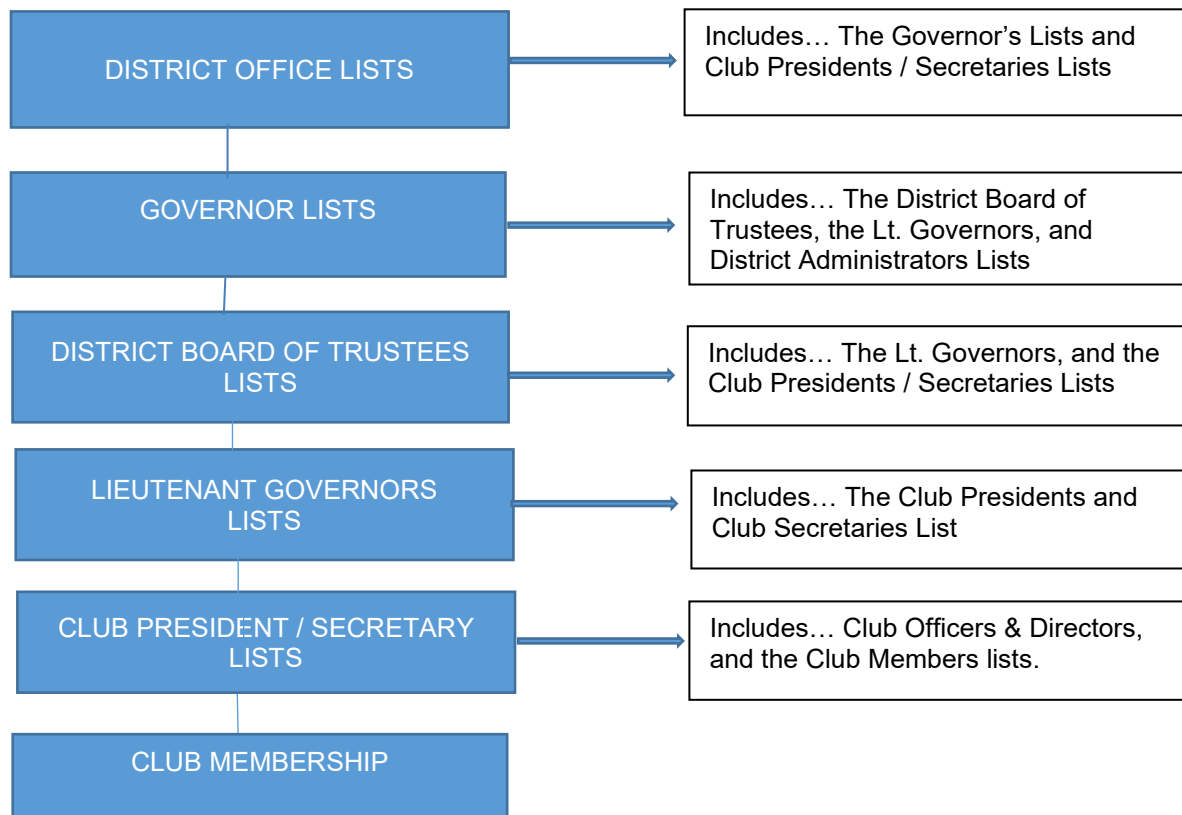 DISTRICT OFFICE LISTS
Includes… The Governor’s Lists and
Club Presidents / Secretaries Lists
GOVERNOR LISTS
Includes… The District Board of
Trustees, the Lt. Governors, and
District Administrators Lists
DISTRICT BOARD OF TRUSTEES
LISTS
Includes… The Lt. Governors, and the
Club Presidents / Secretaries Lists
LIEUTENANT GOVERNORS
LISTS
Includes… The Club Presidents and
Club Secretaries List
CLUB PRESIDENT / SECRETARY
LISTS
Includes… Club Officers & Directors,
and the Club Members lists.
CLUB MEMBERSHIP